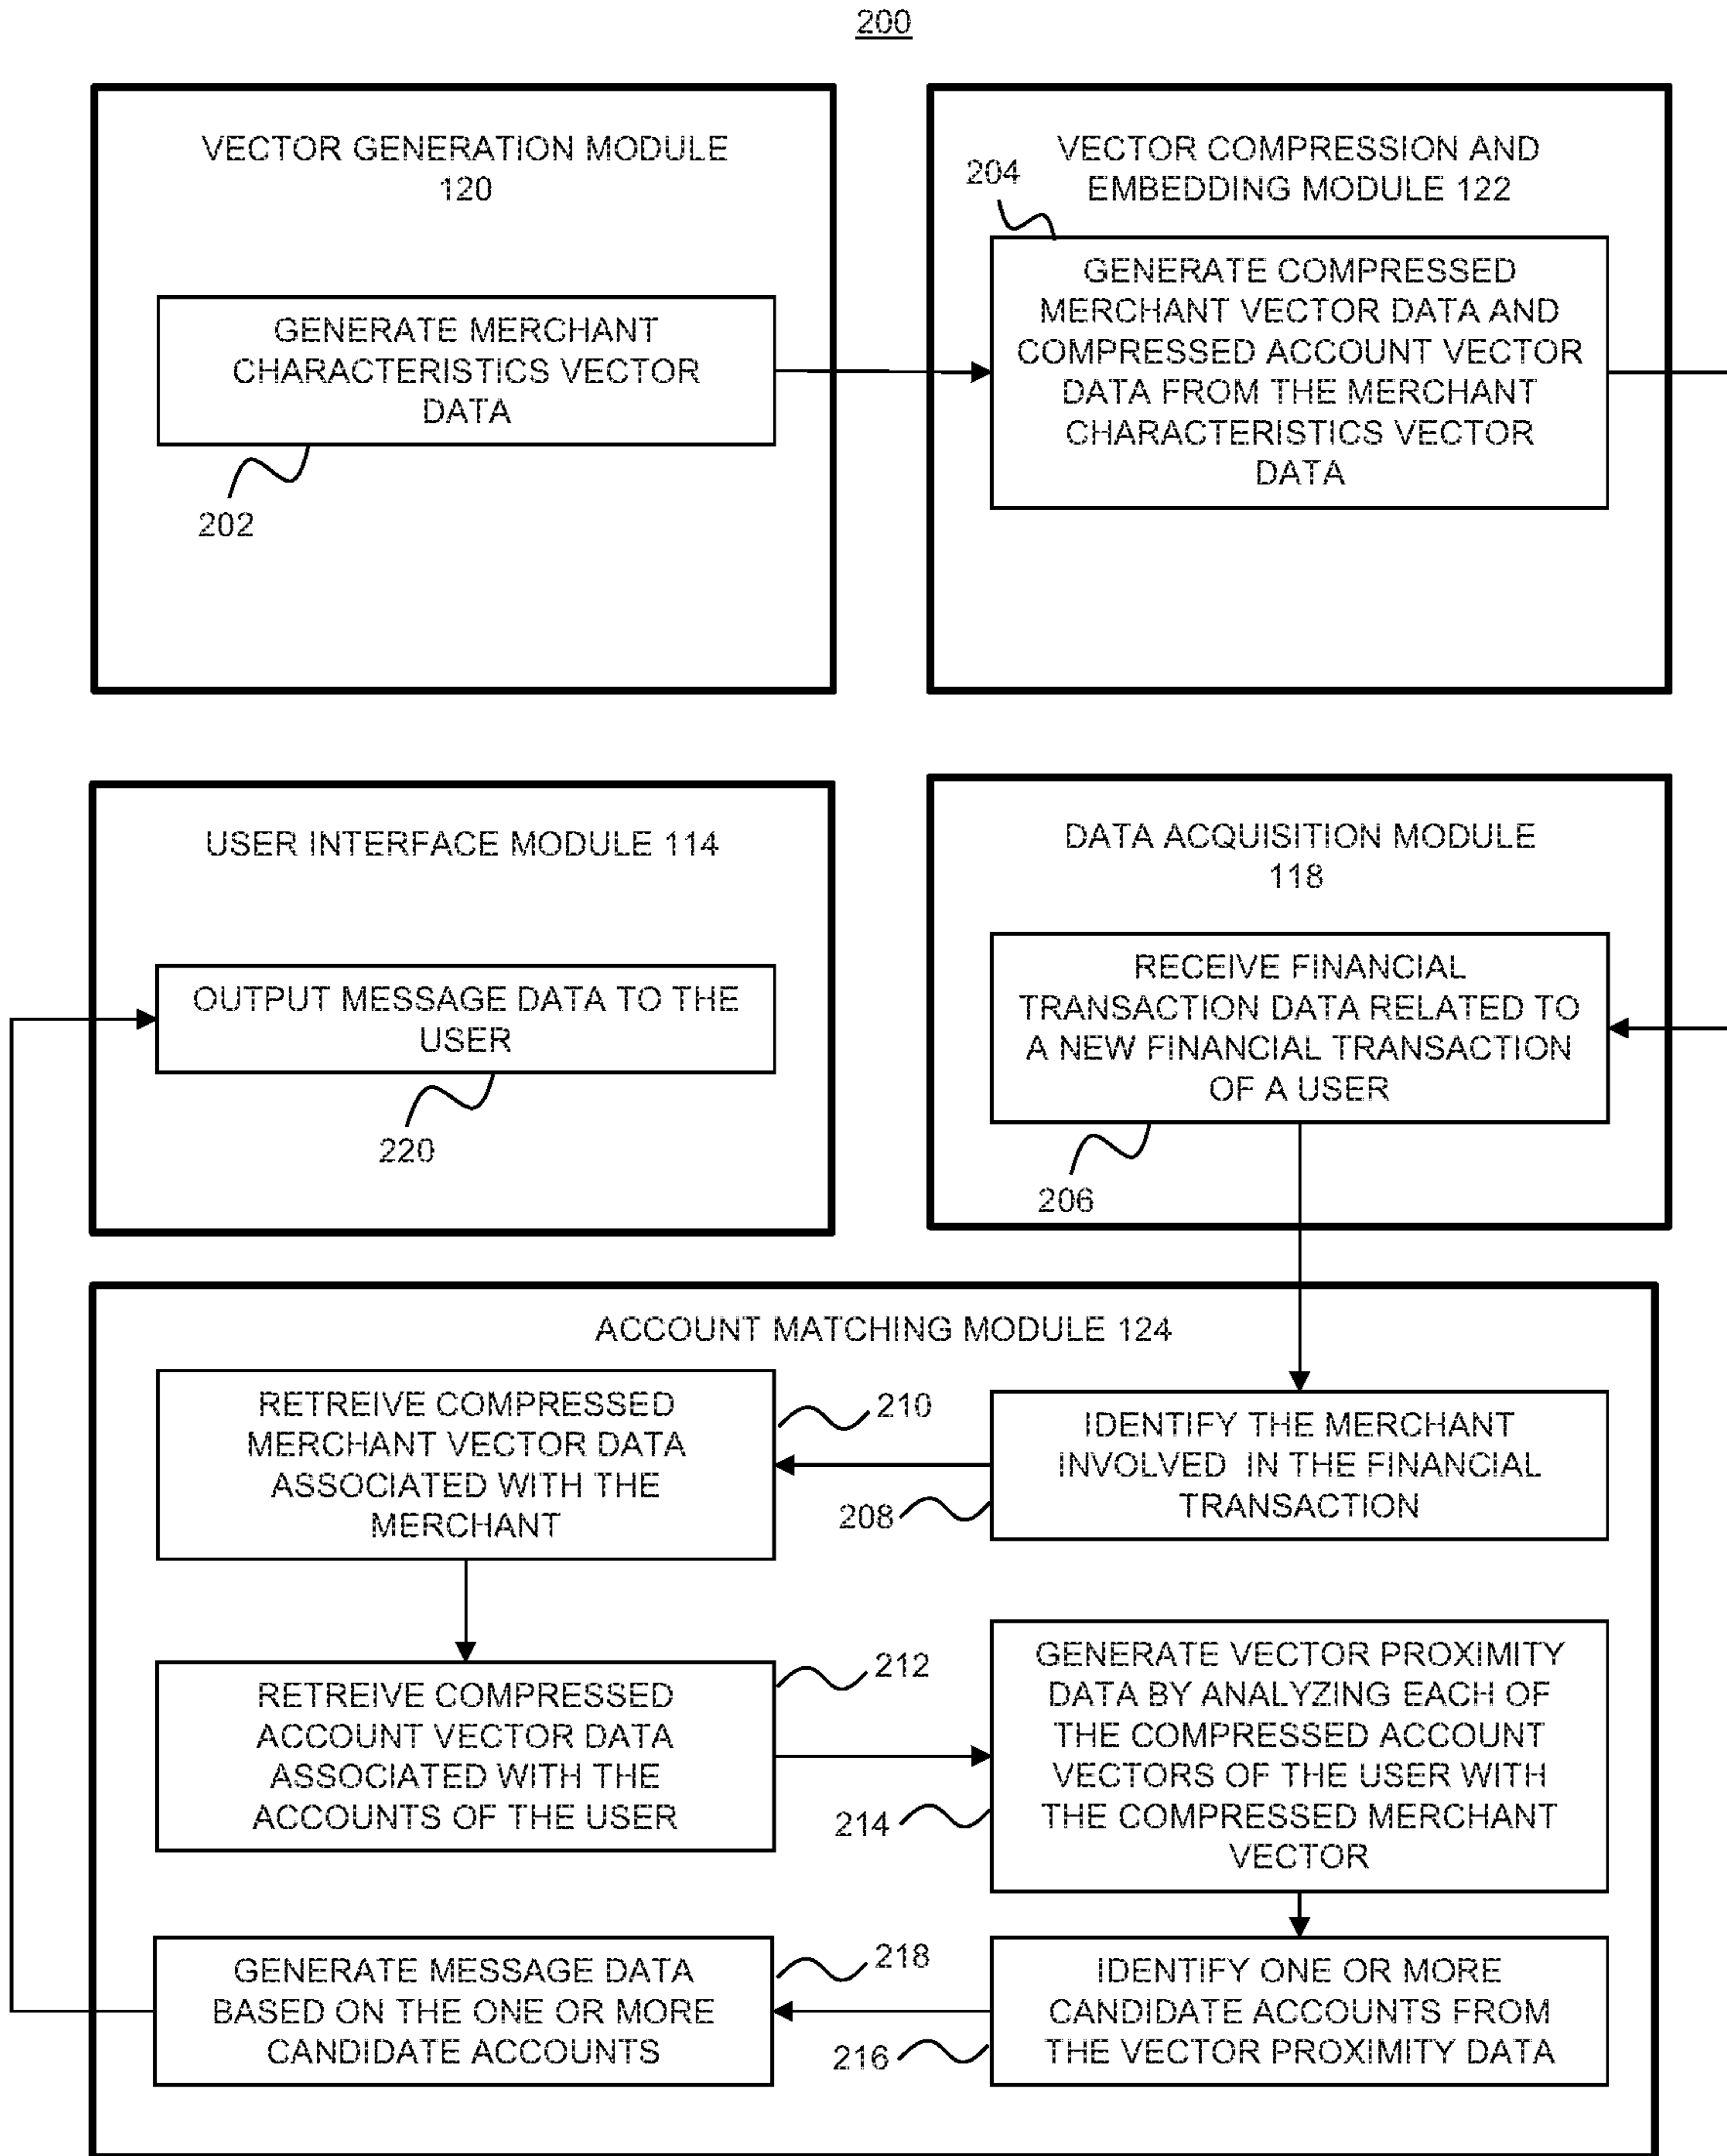 200
VECTOR GENERATION MODULE
120
GENERATE MERCHANT
CHARACTERISTICS VECTOR
DATA
202
VECTOR COMPRESSION AND
EMBEDDING MODULE 122
204
GENERATE COMPRESSED
MERCHANT VECTOR DATA AND
COMPRESSED ACCOUNT VECTOR
DATA FROM THE MERCHANT
CHARACTERISTICS VECTOR
DATA
USER INTERFACE MODULE 114
OUTPUT MESSAGE DATA TO THE
USER
220
DATA ACQUISITION MODULE
118
RECEIVE FINANCIAL
TRANSACTION DATA RELATED TO
A NEW FINANCIAL TRANSACTION
OF A USER
206
ACCOUNT MATCHING MODULE 124
RETREIVE COMPRESSED
MERCHANT VECTOR DATA
ASSOCIATED WITH THE
MERCHANT
210
IDENTIFY THE MERCHANT
INVOLVED IN THE FINANCIAL
TRANSACTION
208
RETREIVE COMPRESSED
ACCOUNT VECTOR DATA
ASSOCIATED WITH THE
ACCOUNTS OF THE USER
212
GENERATE VECTOR PROXIMITY
DATA BY ANALYZING EACH OF
THE COMPRESSED ACCOUNT
VECTORS OF THE USER WITH
THE COMPRESSED MERCHANT
VECTOR
214
GENERATE MESSAGE DATA
BASED ON THE ONE OR MORE
CANDIDATE ACCOUNTS
218
IDENTIFY ONE OR MORE
CANDIDATE ACCOUNTS FROM
THE VECTOR PROXIMITY DATA
216